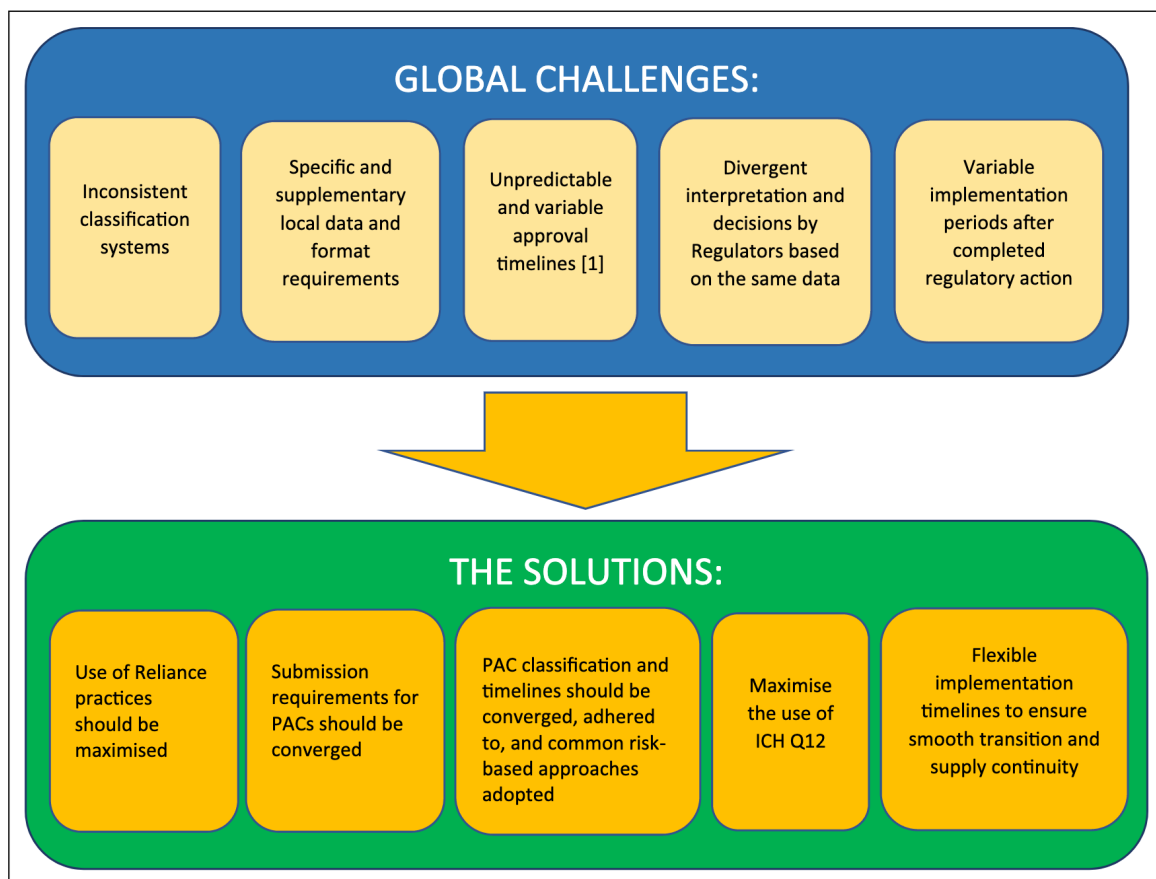 GLOBAL CHALLENGES:
Inconsistent
classification
systems
Specific and
supplementary
local data and
format
requirements
Unpredictable
and variable
approval
timelines [1]
Divergent
interpretation and
decisions by
Regulators based
on the same data
Variable
implementation
periods after
completed
regulatory action
THE SOLUTIONS:
Use of Reliance
practices
should be
maximised
Submission
requirements for
PACs should be
converged
PAC classification and
timelines should be
converged, adhered
to, and common risk-
based approaches
adopted
Maximise
the use of
ICH Q12
Flexible
implementation
timelines to ensure
smooth transition and
supply continuity